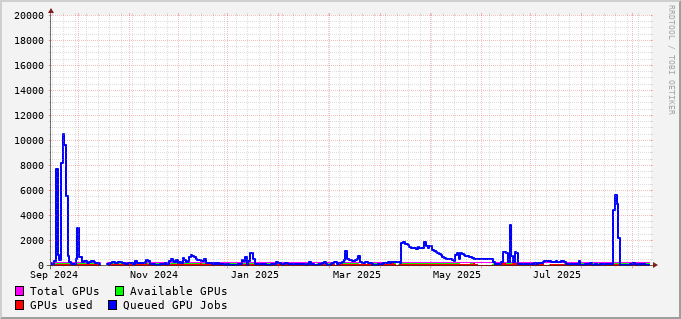 20000
18000
16000
14000
12000
10000
8000
6000
4000
2000
0
Sep 2024 Nov 2024 Jan 2025 Mar 2025 May 2025 Jul 2025
Total GPUs Available GPUs
GPUs used Queued GPU Jobs
RRDTOOL / TOBI OETIKER